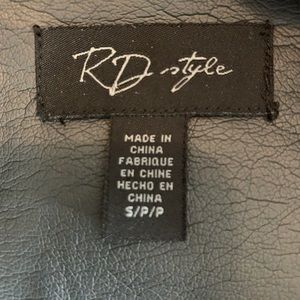 RD style
MADE IN
CHINA
FABRIQUE
EN CHINE
HECHO EN
CHINA
S/P/P